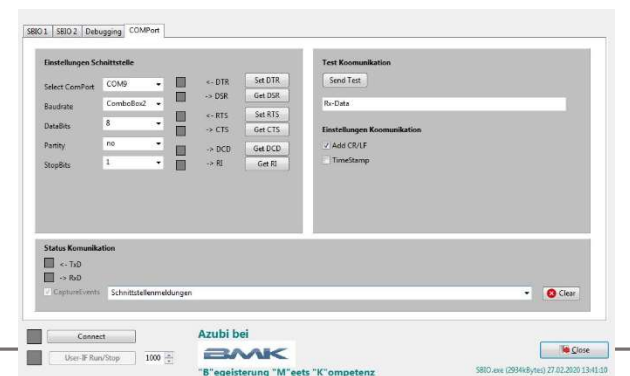 SBIO 1 SBIO 2 Debugging COMPort
Einstellungen Schnittstelle
Select ComPort COM9 <- DTR Set DTR
-> DSR Get DSR
Baudrate ComboBox2 <- RTS Set RTS
DataBits 8 -> CTS Get CTS
Partity no -> DCD Get DCD
StopBits 1 -> RI Get RI
Test Koomunikation
Send Test
Rx-Data
Einstellungen Koomunikation
Add CR/LF
TimeStamp
Status Komunikation
<- TxD
-> RxD
CaptureEvents Schnittstellenmeldungen Clear
Connect
User-IF Run/Stop 1000
Azubi bei
BMK
"B"egeisterung "M"eets "K"ompetenz
Close
SBIO.exe (2934kBytes) 27.02.2020 13:41:10